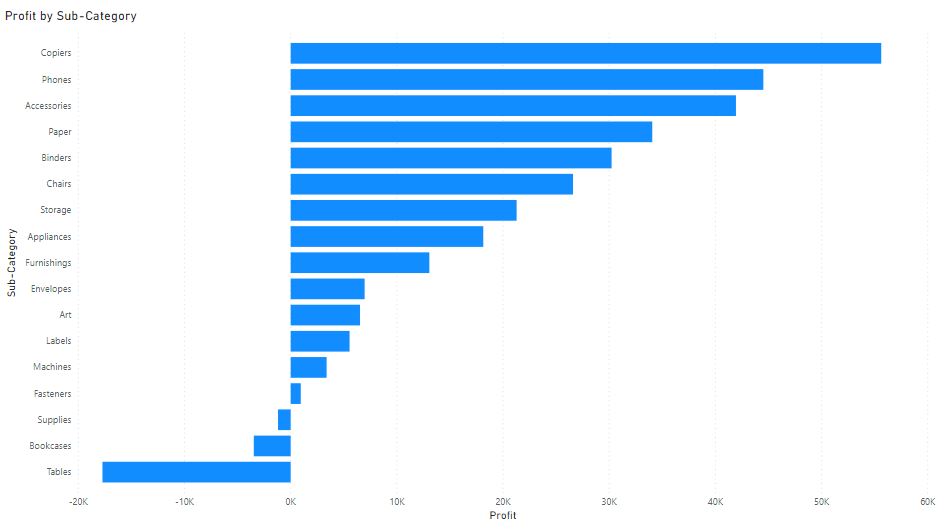 Profit by Sub-Category
Copiers
Phones
Accessories
Paper
Binders
Chairs
Storage
Appliances
Furnishings
Envelopes
Art
Labels
Machines
Fasteners
Supplies
Bookcases
Tables
Sub-Category
-20K -10K 0K 10K 20K 30K 40K 50K 60K
Profit